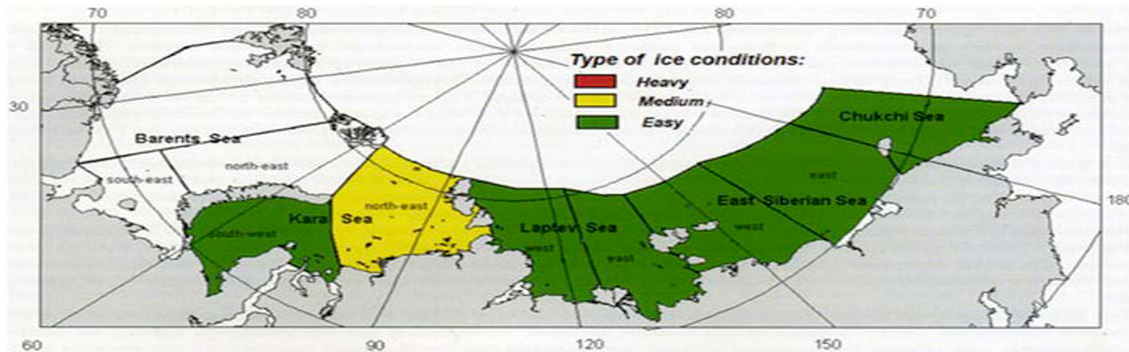 70
80
80
70
Type of ice conditions:
Heavy
Medium
Easy
30
Chukchi Sea
Barents Sea
north-east
south-east
east
north-east
180
East Siberian Sea
Kara Sea
Laptev Sea
south-west
west
west
east
60
90
120
150